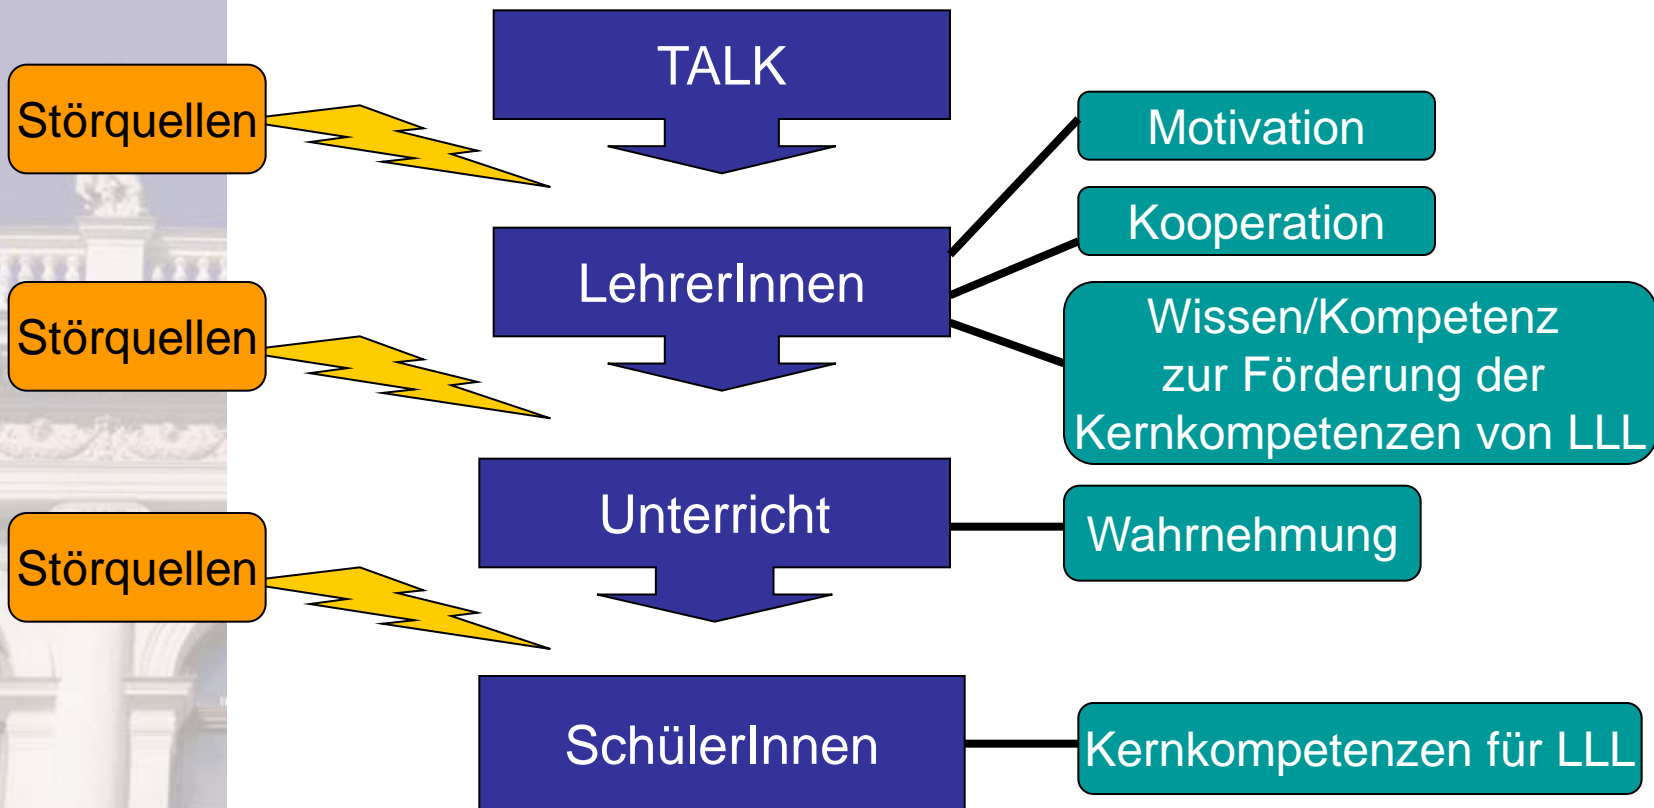 TALK
Störquellen
Motivation
Kooperation
LehrerInnen
Störquellen
Wissen/Kompetenz
zur Förderung der
Kernkompetenzen von LLL
Unterricht
Wahrnehmung
Störquellen
SchülerInnen
Kernkompetenzen für LLL